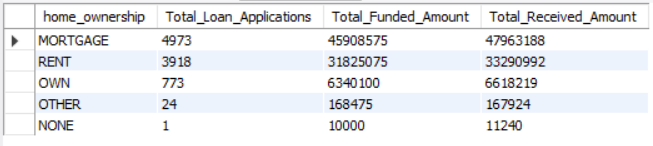 home_ownership Total_Loan_Applications Total_Funded_Amount Total_Received_Amount
MORTGAGE 4973 45908575 47963188
RENT 3918 31825075 33290992
OWN 773 6340100 6618219
OTHER 24 168475 167924
NONE 1 10000 11240